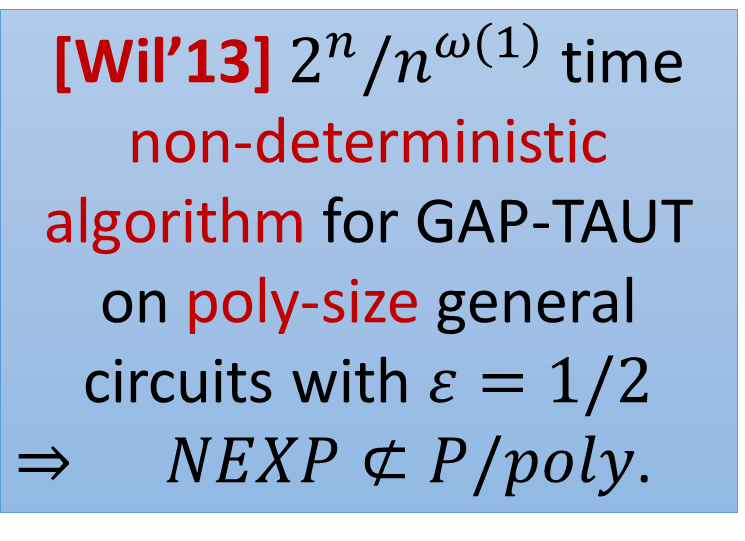 [Wil'13] 2ⁿ/n^ω(1) time
non-deterministic
algorithm for GAP-TAUT
on poly-size general
circuits with ε = 1/2
⇒ NEXP ⊄ P/poly.